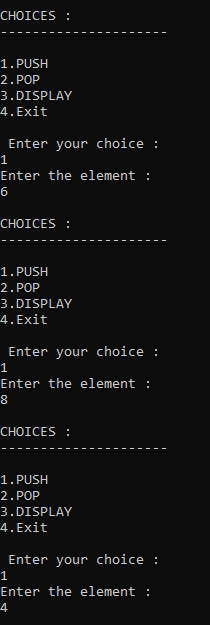 CHOICES :
---------------------
1.PUSH
2.POP
3.DISPLAY
4.Exit
Enter your choice :
1
Enter the element :
6
CHOICES :
---------------------
1.PUSH
2.POP
3.DISPLAY
4.Exit
Enter your choice :
1
Enter the element :
8
CHOICES :
---------------------
1.PUSH
2.POP
3.DISPLAY
4.Exit
Enter your choice :
1
Enter the element :
4